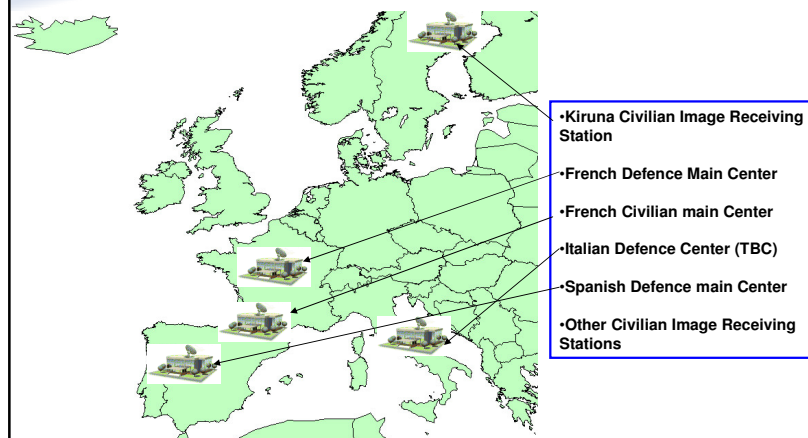 •Kiruna Civilian Image Receiving
Station
•French Defence Main Center
•French Civilian main Center
•Italian Defence Center (TBC)
•Spanish Defence main Center
•Other Civilian Image Receiving
Stations